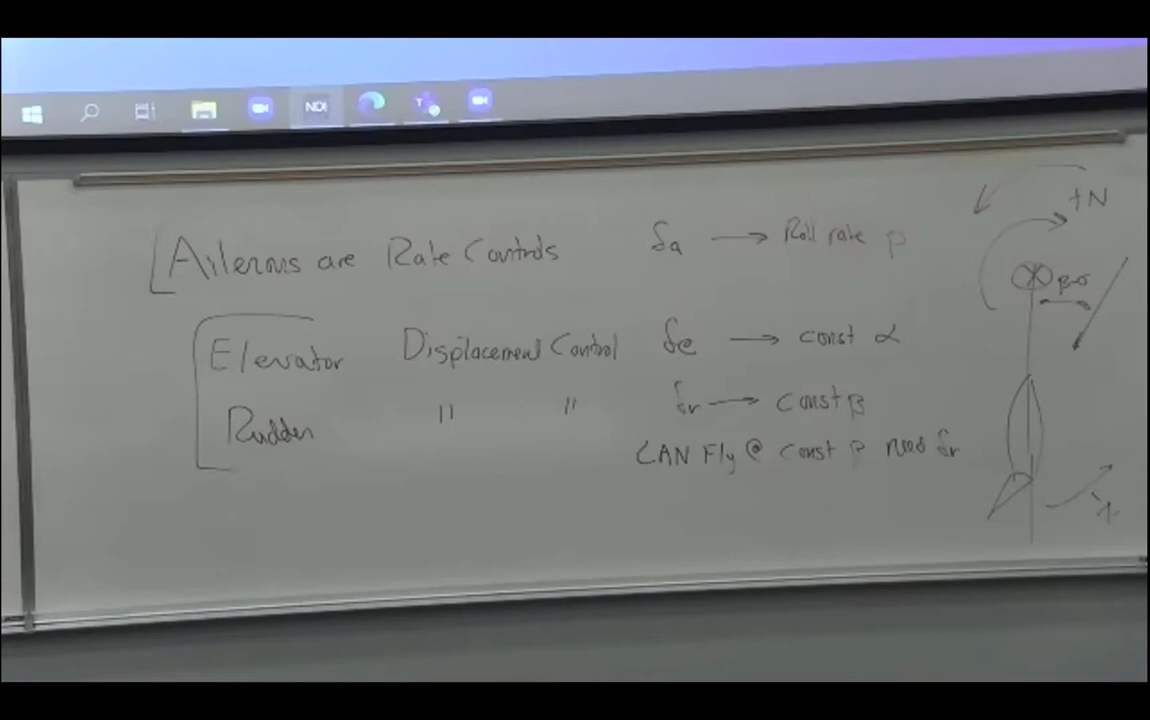 NDI
Ailerons are Rate Controls δa → Roll rate p
Elevator Displacement Control δe → const α
Rudder " " δr → const β
CAN Fly @ const β need δr
+N
β